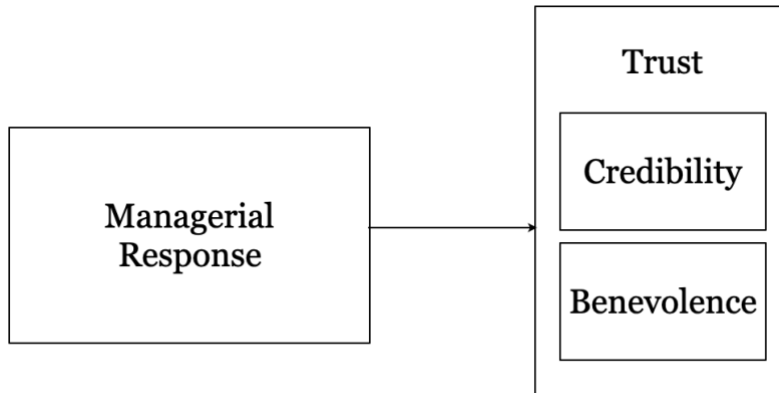 Trust
Credibility
Managerial
Response
Benevolence